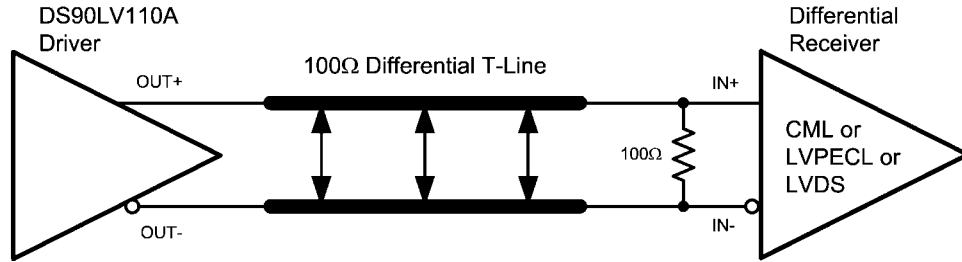 DS90LV110A
Driver
Differential
Receiver
100Ω Differential T-Line
OUT+
IN+
100Ω
CML or
LVPECL or
LVDS
OUT-
IN-